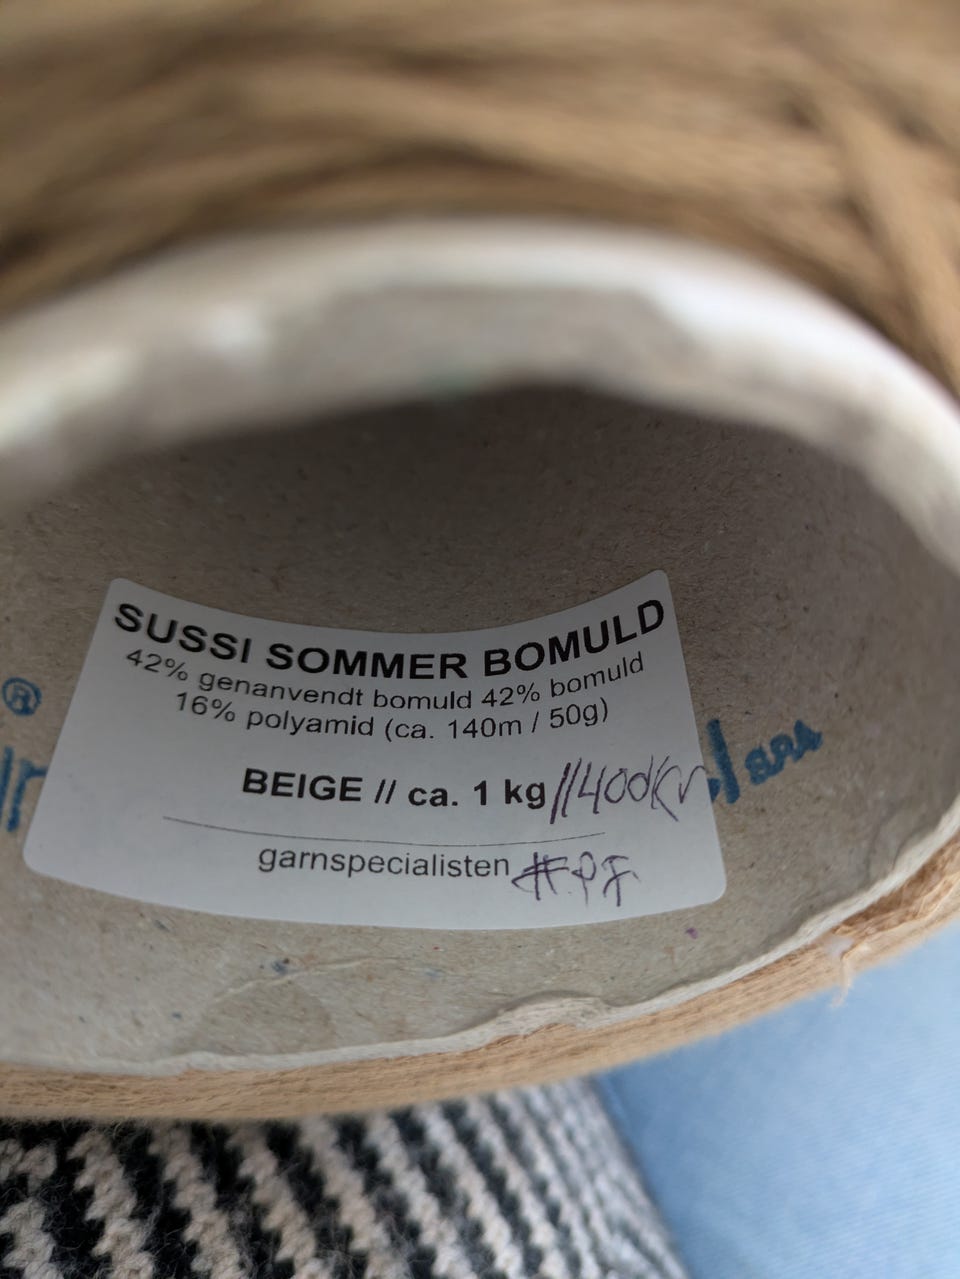 SUSSI SOMMER BOMULD
42% genanvendt bomuld 42% bomuld
16% polyamid (ca. 140m / 50g)
BEIGE // ca. 1 kg //400Kr
garnspecialisten
®